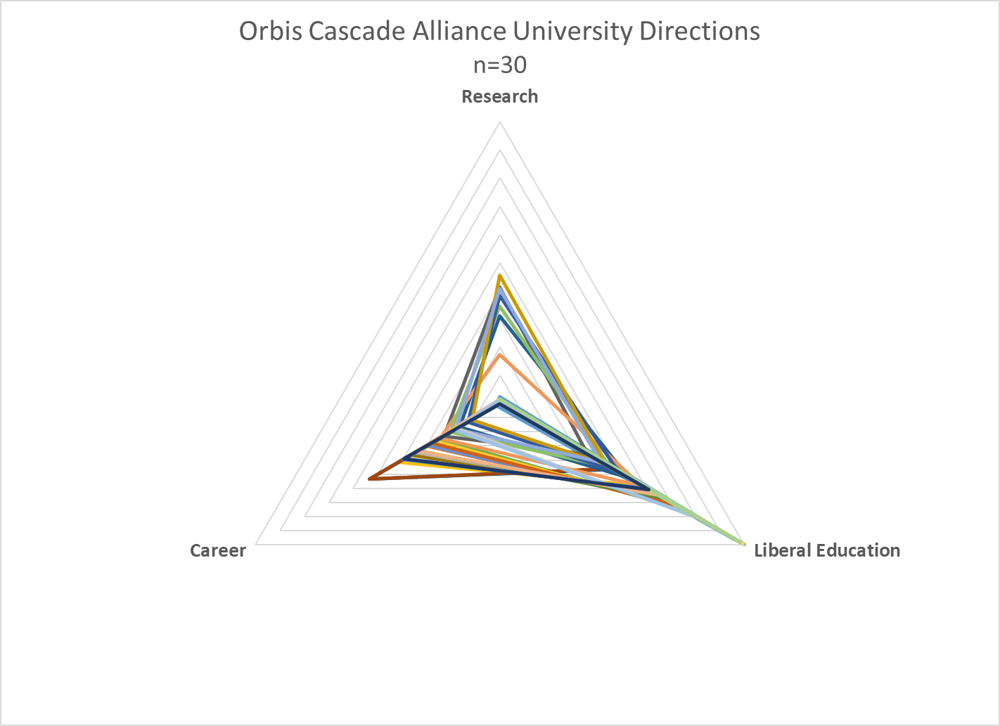 Orbis Cascade Alliance University Directions
n=30
Research
Career
Liberal Education